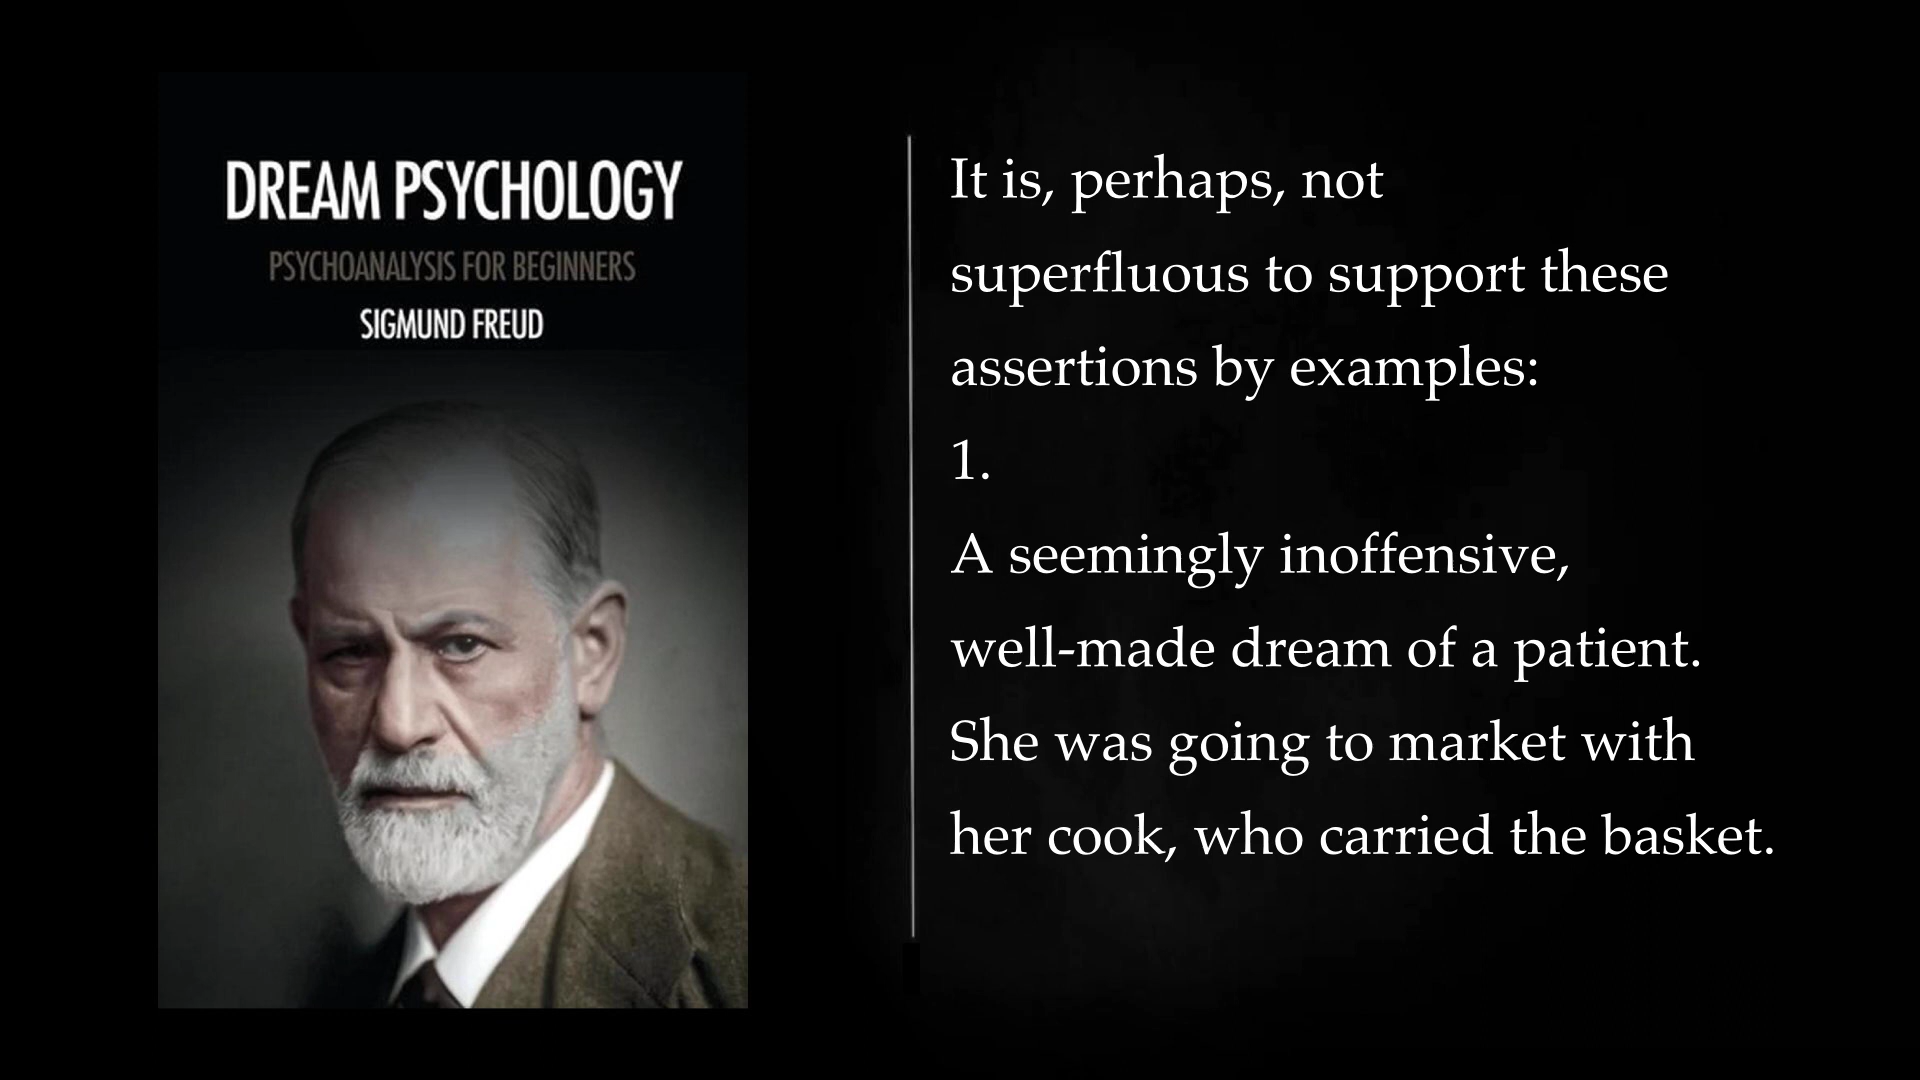 DREAM PSYCHOLOGY
PSYCHOANALYSIS FOR BEGINNERS
SIGMUND FREUD
It is, perhaps, not
superfluous to support these
assertions by examples:
1.
A seemingly inoffensive,
well-made dream of a patient.
She was going to market with
her cook, who carried the basket.